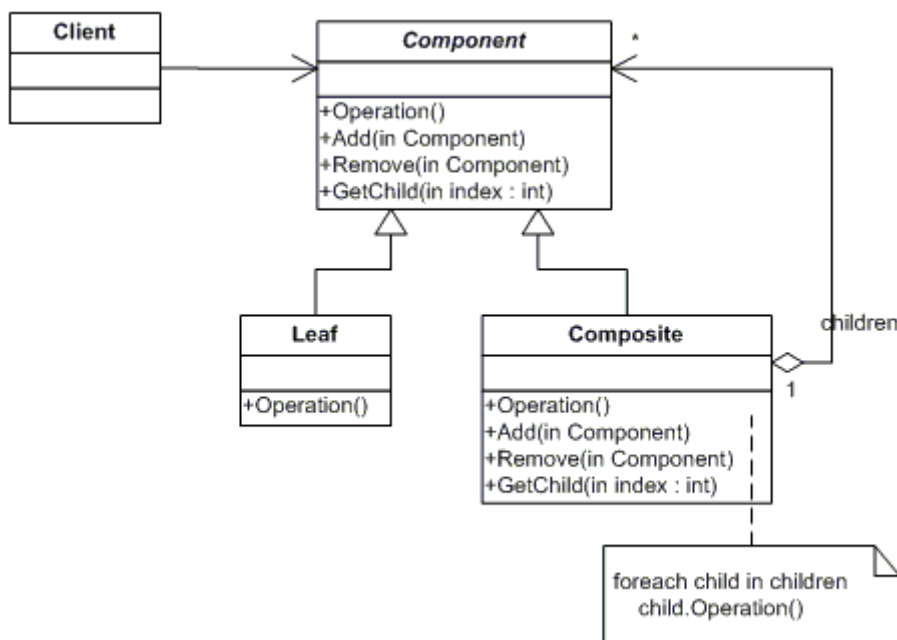 Client
Component
*
+Operation()
+Add(in Component)
+Remove(in Component)
+GetChild(in index : int)
children
Leaf
+Operation()
Composite
1
+Operation()
+Add(in Component)
+Remove(in Component)
+GetChild(in index : int)
foreach child in children
child.Operation()